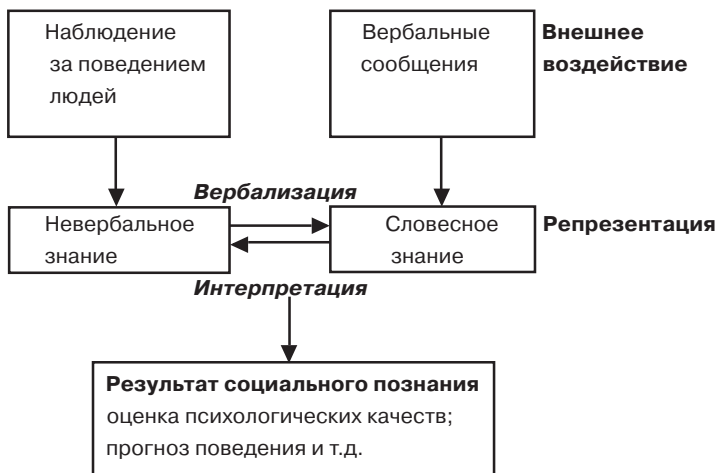 Наблюдение
за поведением
людей
Вербальные
сообщения
Внешнее
воздействие
Вербализация
Невербальное
знание
Словесное
знание
Репрезентация
Интерпретация
Результат социального познания
оценка психологических качеств;
прогноз поведения и т.д.